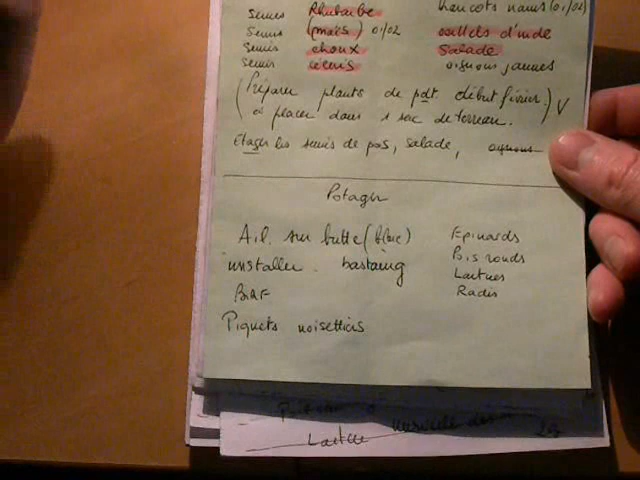 semis Rhubarbe haricots nains (01/02)
semis (maïs) 01/02 œillets d'inde
semis choux Salade
semis céleris oignons jaunes
(Préparer plants de pdt début février.) V
à placer dans 1 sac de terreau.
Etager les semis de pois, salade, oignons
Potager
Ail sur butte (blanc) Epinards
installer bastaing Pois ronds
BRF Laitues
Piquets noisetiers Radis
Laitue